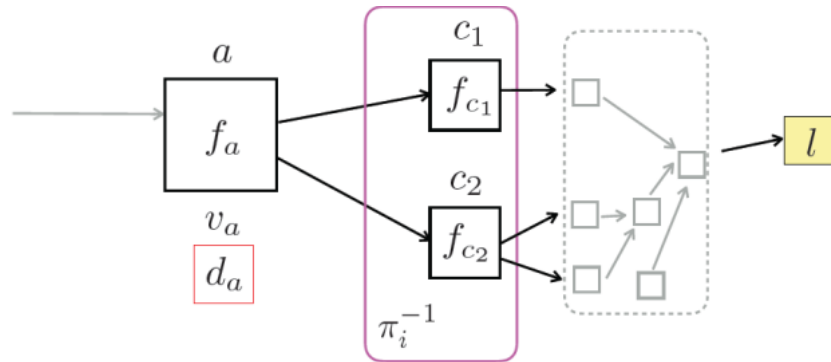 a
f_a
v_a
d_a
c_1
f_{c_1}
c_2
f_{c_2}
π_i^{-1}
l